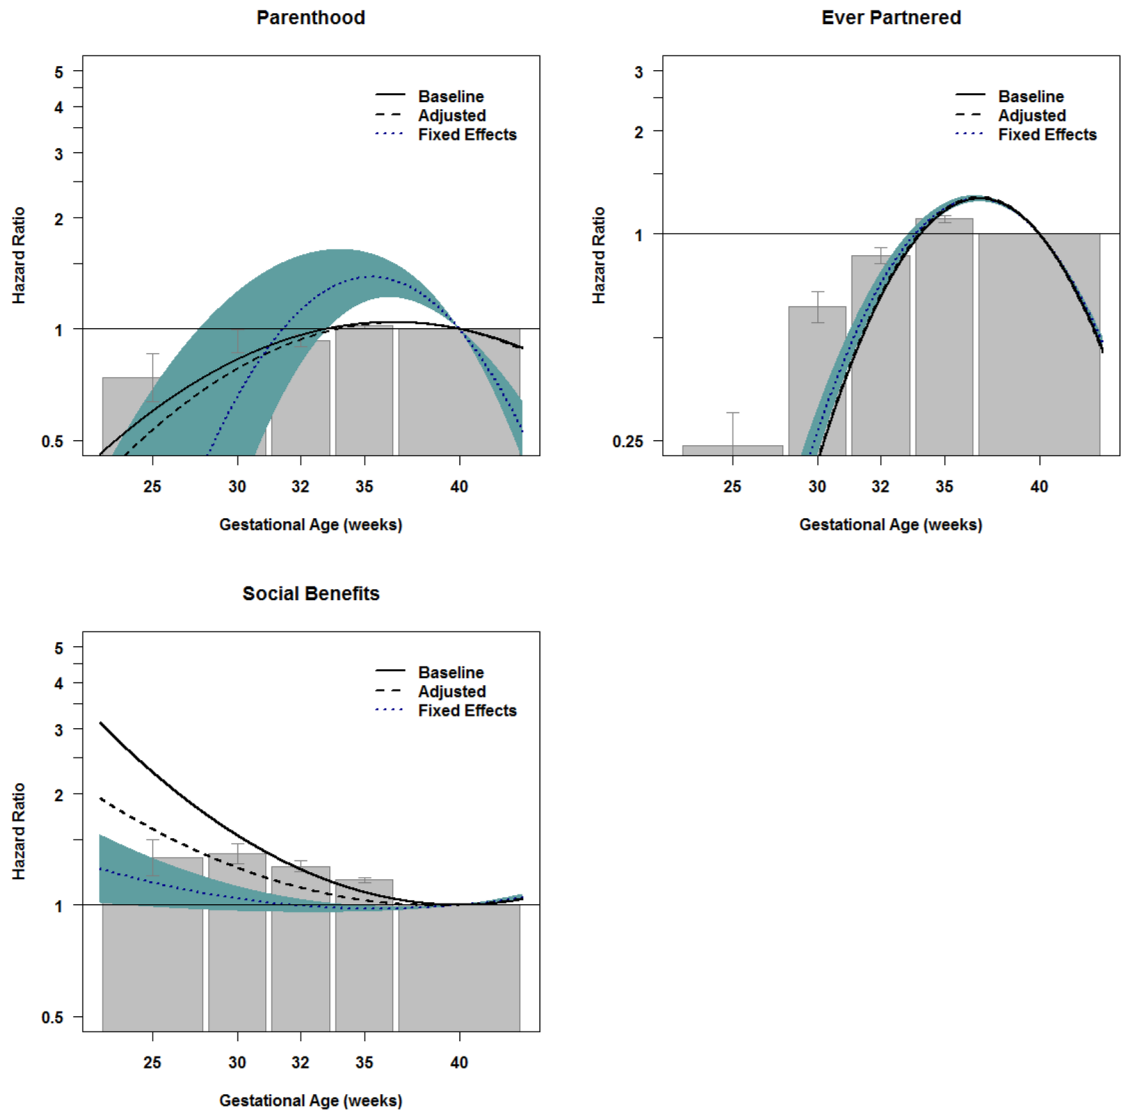 Parenthood
5
4
3
2
1
0.5
Hazard Ratio
Baseline
Adjusted
Fixed Effects
25 30 32 35 40
Gestational Age (weeks)
Ever Partnered
3
2
1
0.25
Hazard Ratio
Baseline
Adjusted
Fixed Effects
25 30 32 35 40
Gestational Age (weeks)
Social Benefits
5
4
3
2
1
0.5
Hazard Ratio
Baseline
Adjusted
Fixed Effects
25 30 32 35 40
Gestational Age (weeks)